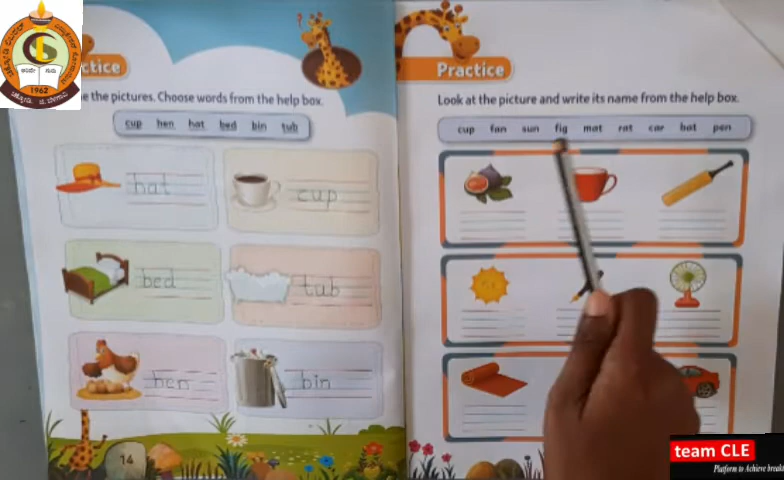 ctice
e the pictures. Choose words from the help box.
cup hen hat bed bin tub
hat
cup
bed
tub
hen
bin
14
Practice
Look at the picture and write its name from the help box.
cup fan sun fig mat rat car bat pen
1962
team CLE
Platform to Achieve break